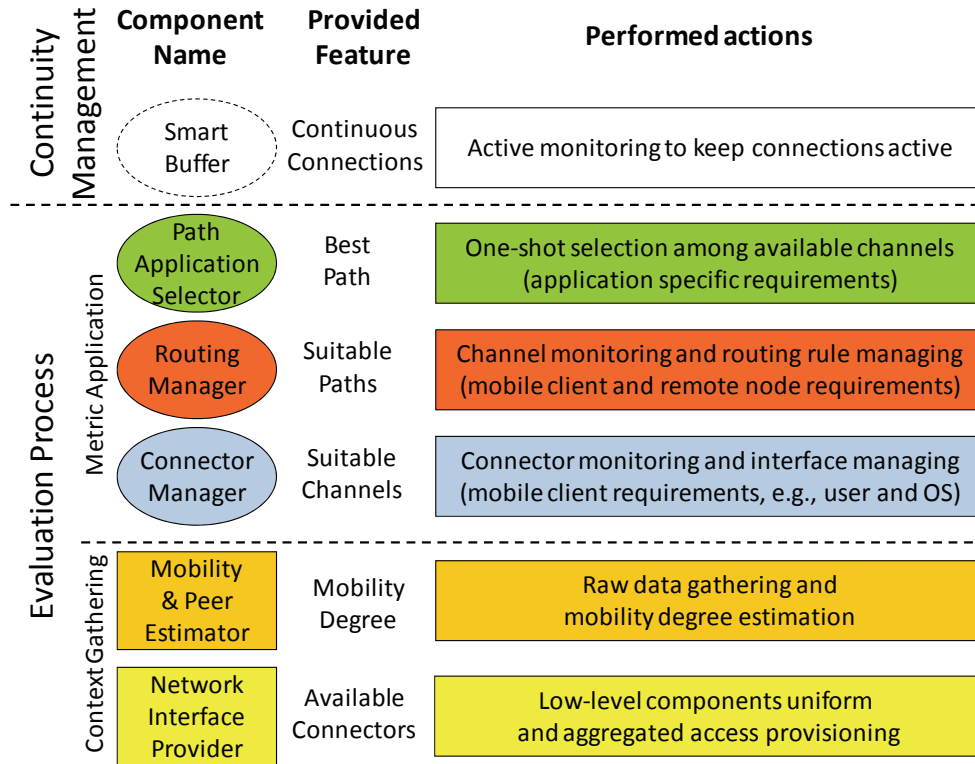 Continuity
Management
Component
Name
Provided
Feature
Performed actions
Smart
Buffer
Continuous
Connections
Active monitoring to keep connections active
Evaluation Process
Metric Application
Path
Application
Selector
Best
Path
One-shot selection among available channels
(application specific requirements)
Routing
Manager
Suitable
Paths
Channel monitoring and routing rule managing
(mobile client and remote node requirements)
Connector
Manager
Suitable
Channels
Connector monitoring and interface managing
(mobile client requirements, e.g., user and OS)
Context Gathering
Mobility
& Peer
Estimator
Mobility
Degree
Raw data gathering and
mobility degree estimation
Network
Interface
Provider
Available
Connectors
Low-level components uniform
and aggregated access provisioning